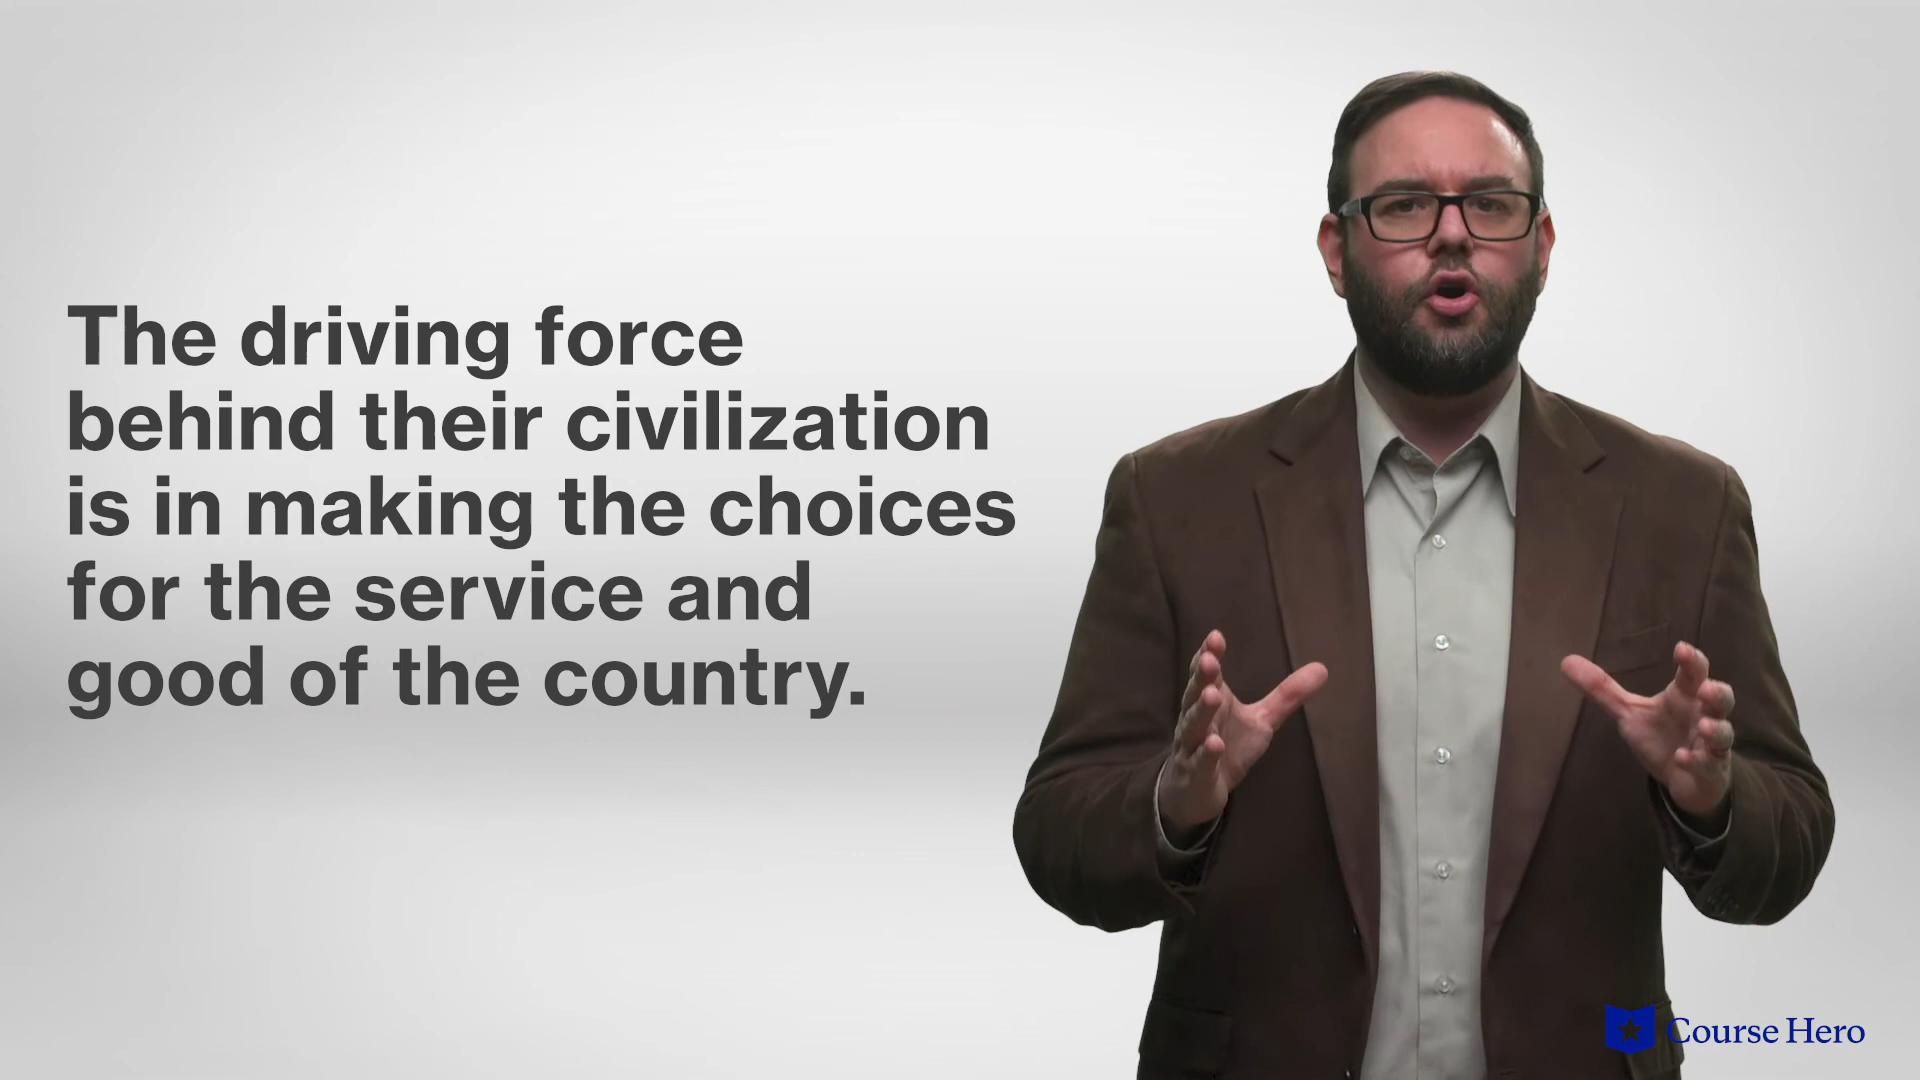 The driving force
behind their civilization
is in making the choices
for the service and
good of the country.
Course Hero